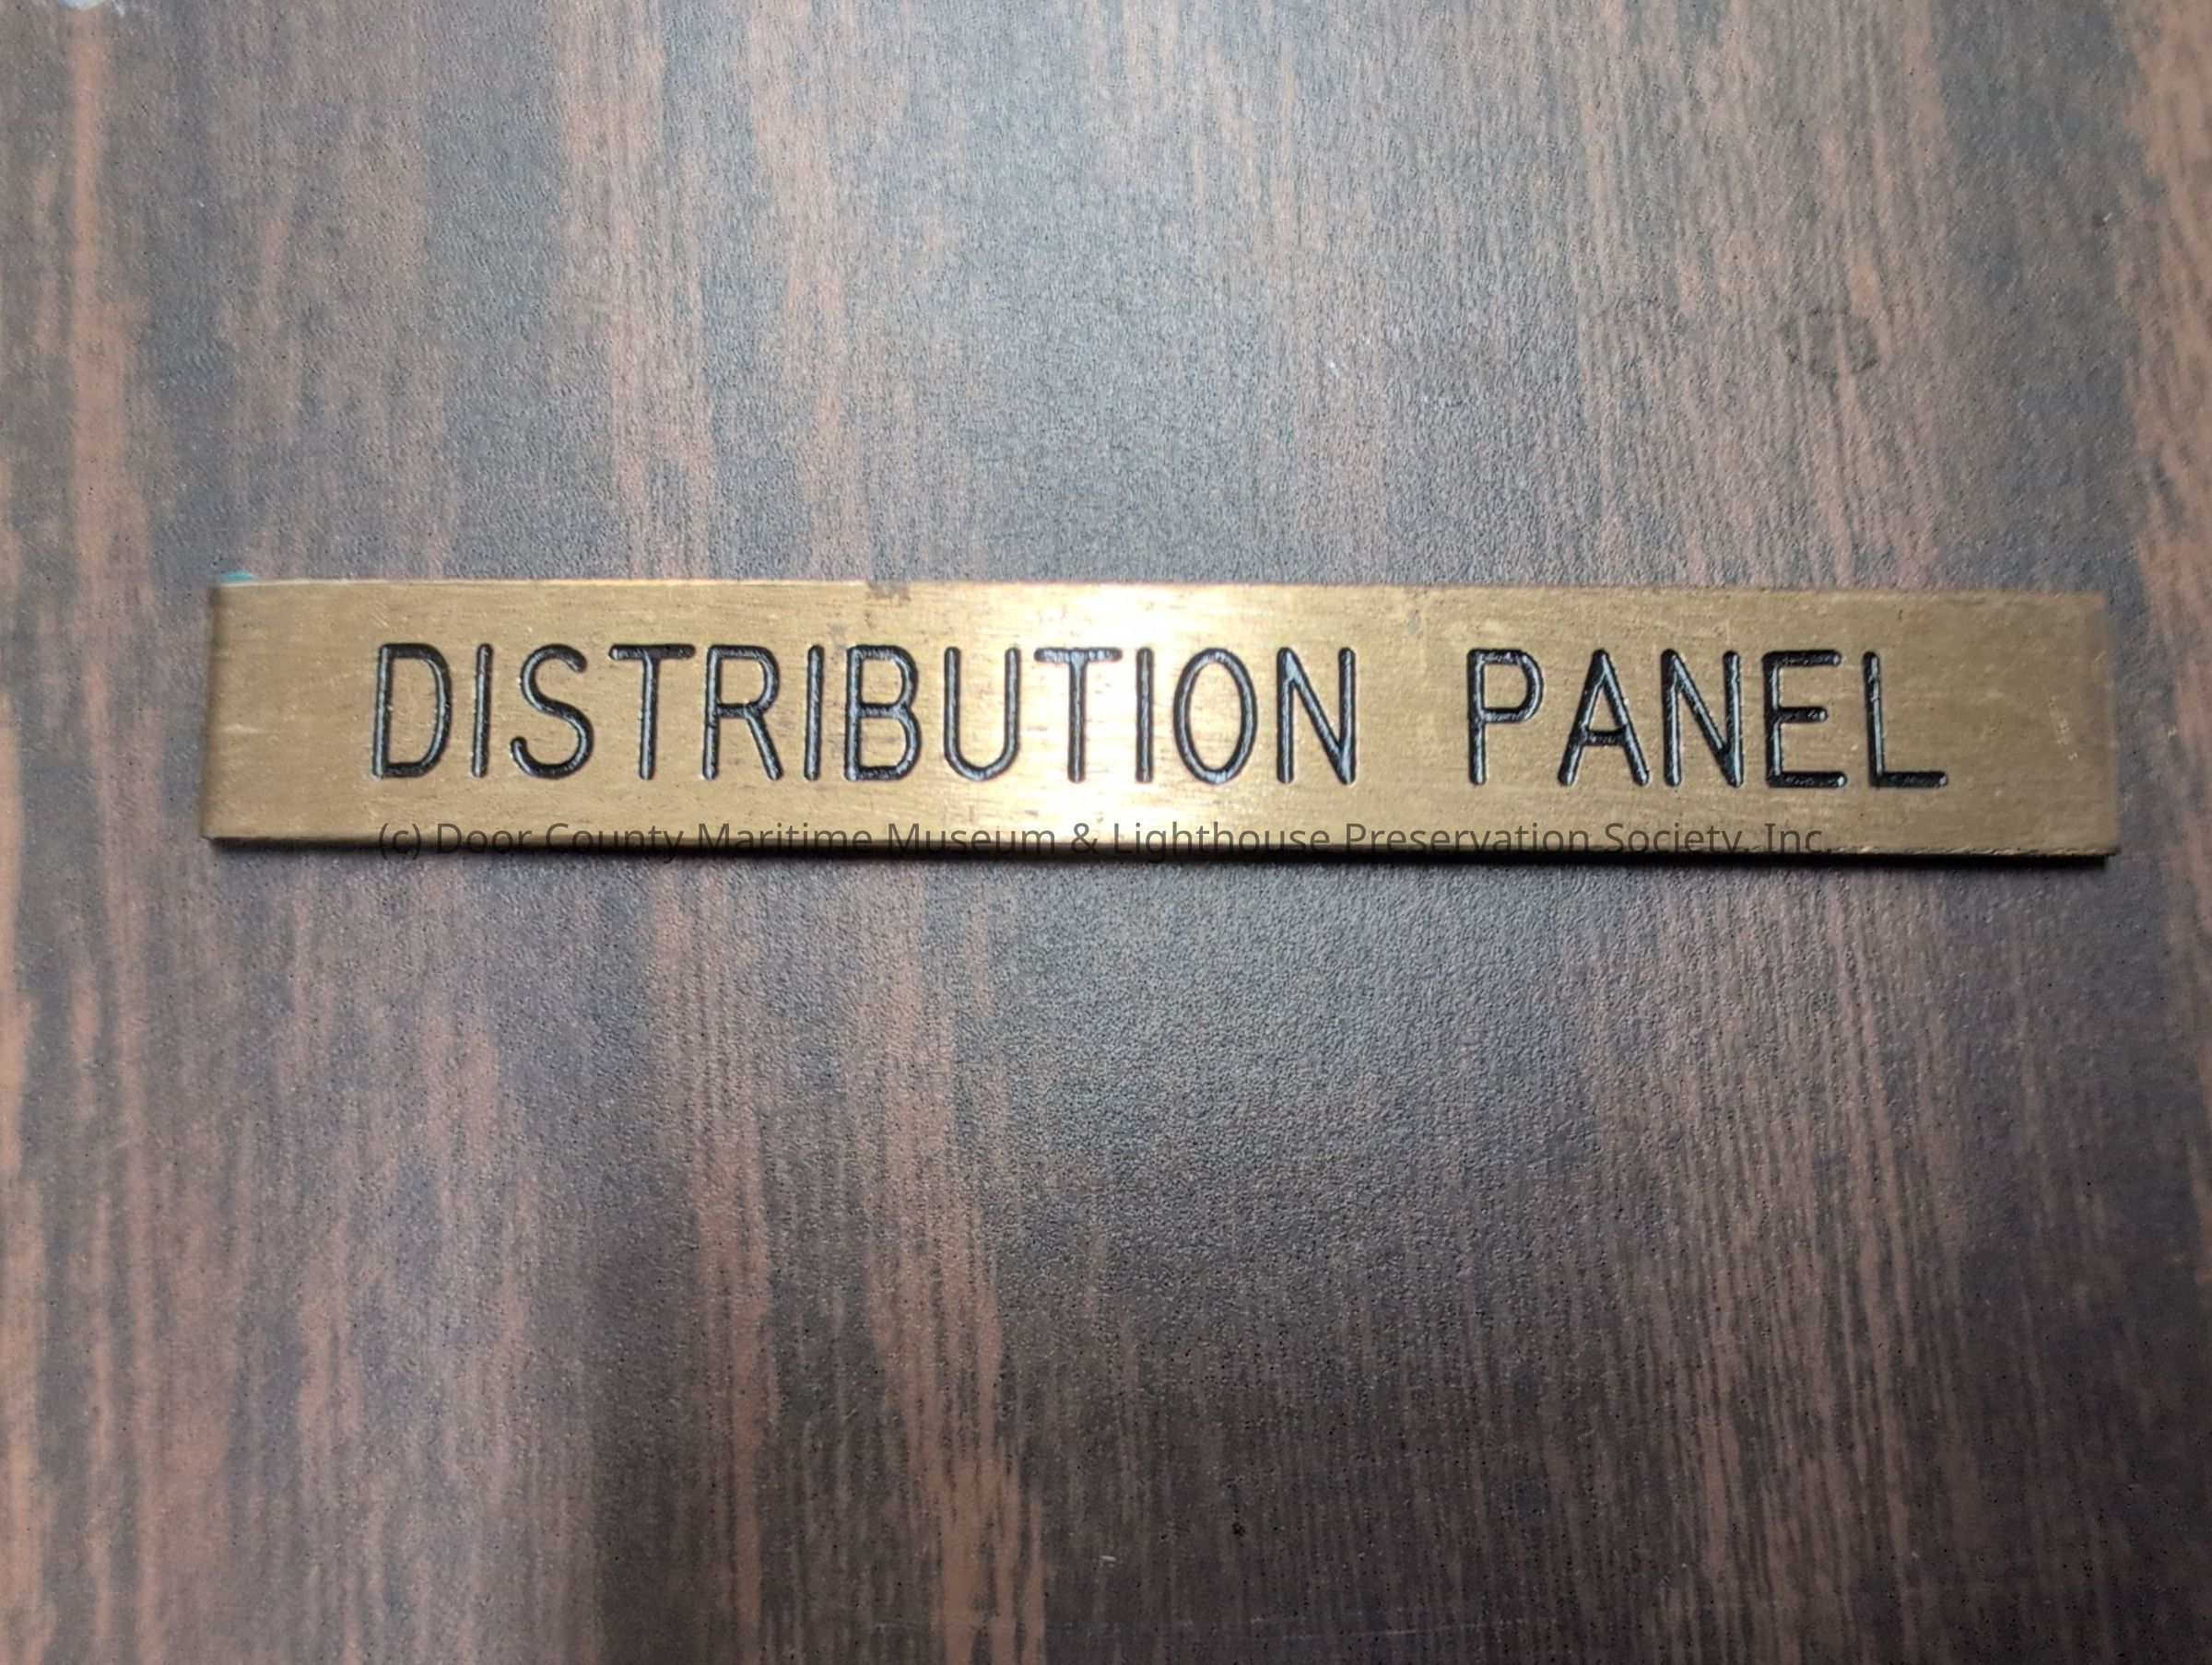 DISTRIBUTION PANEL
(c) Door County Maritime Museum & Lighthouse Preservation Society, Inc.